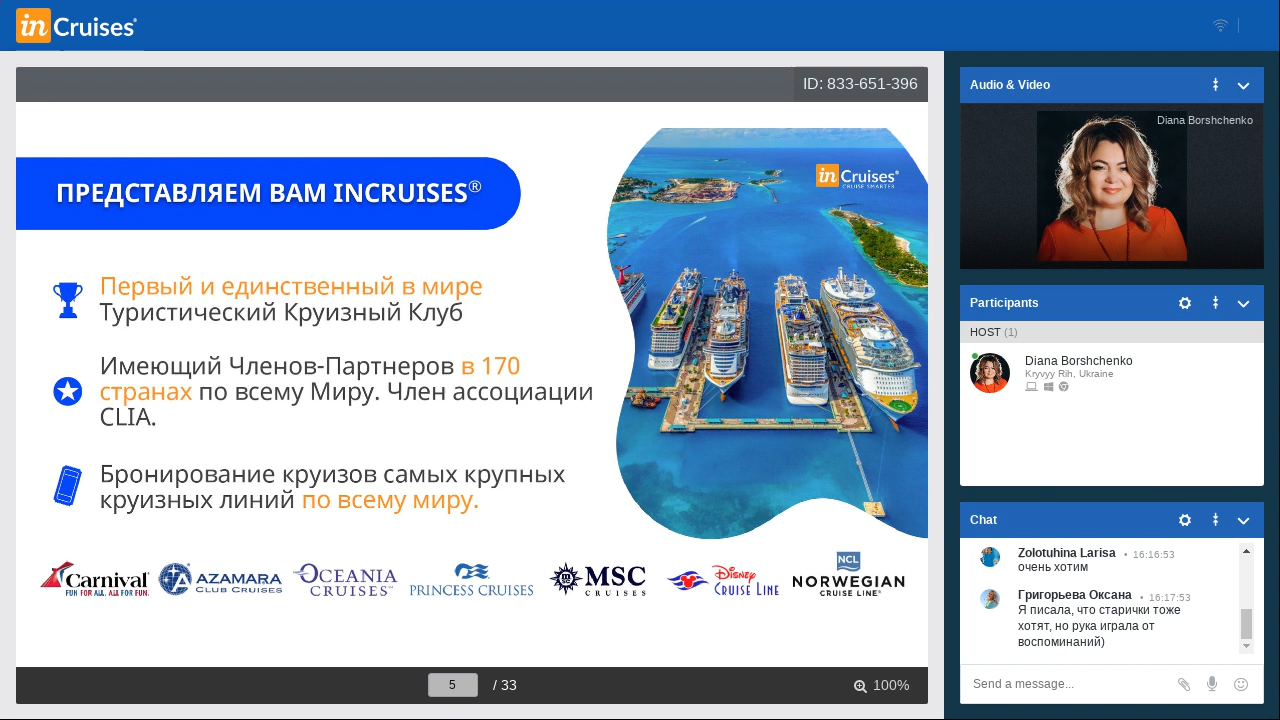 in Cruises®
ID: 833-651-396
ПРЕДСТАВЛЯЕМ ВАМ INCRUISES®
in Cruises®
CRUISE SMARTER
Первый и единственный в мире
Туристический Круизный Клуб
Имеющий Членов-Партнеров в 170
странах по всему Миру. Член ассоциации
CLIA.
Бронирование круизов самых крупных
круизных линий по всему миру.
Carnival
FUN FOR ALL. ALL FOR FUN.
AZAMARA
CLUB CRUISES
OCEANIA
CRUISES™
PRINCESS CRUISES
MSC
CRUISES
Disney
CRUISE LINE
NCL
NORWEGIAN
CRUISE LINE®
5 / 33
100%
Audio & Video
Diana Borshchenko
Participants
HOST (1)
Diana Borshchenko
Kryvyy Rih, Ukraine
Chat
Zolotuhina Larisa • 16:16:53
очень хотим
Григорьева Оксана • 16:17:53
Я писала, что старички тоже
хотят, но рука играла от
воспоминаний)
Send a message...